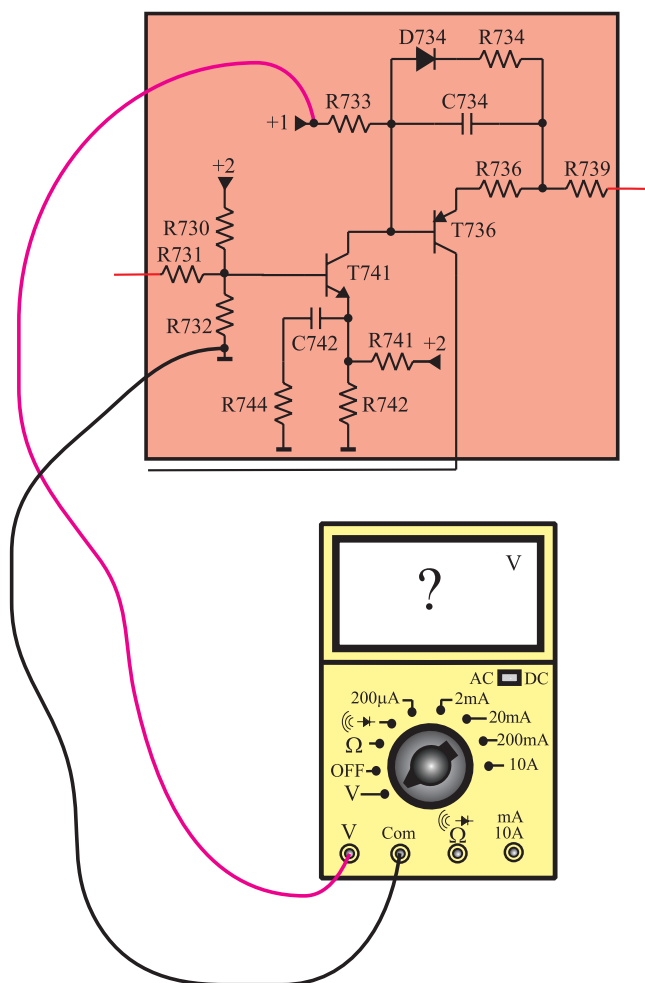 D734 R734
R733 C734
+1
+2 R736 R739
R730
T736
R731
T741
R732
C742 R741 +2
R744 R742
V
?
AC DC
200µA 2mA
20mA
Ω 200mA
OFF 10A
V
V Com Ω mA
10A